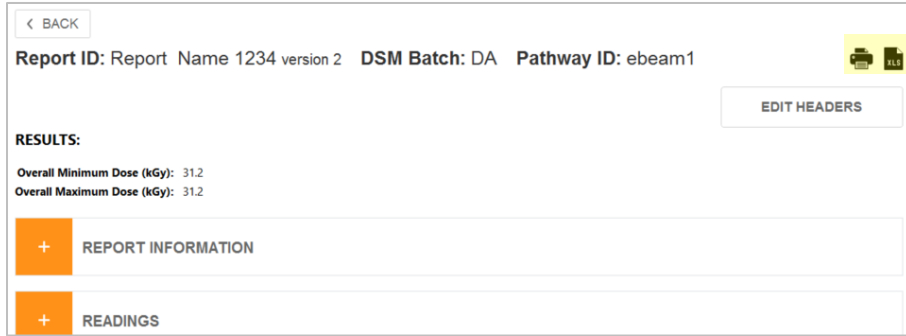 < BACK
Report ID: Report Name 1234 version 2 DSM Batch: DA Pathway ID: ebeam1
XLS
EDIT HEADERS
RESULTS:
Overall Minimum Dose (kGy): 31.2
Overall Maximum Dose (kGy): 31.2
+ REPORT INFORMATION
+ READINGS